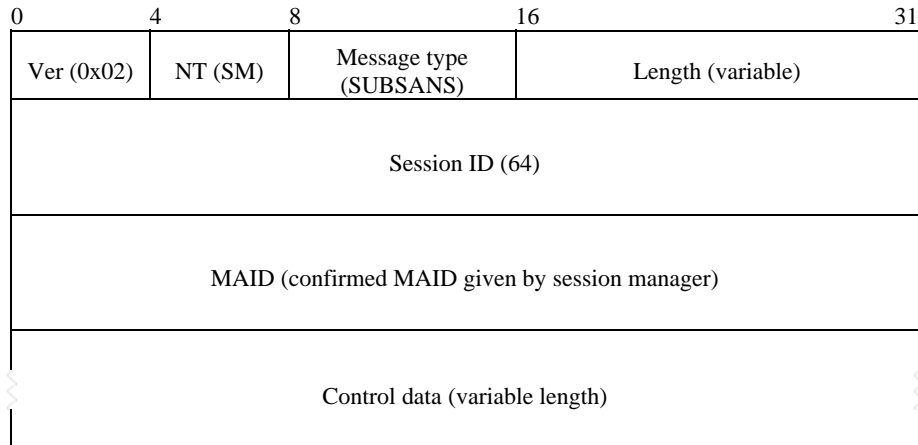 0 4 8 16 31
Ver (0x02) NT (SM) Message type (SUBSANS) Length (variable)
Session ID (64)
MAID (confirmed MAID given by session manager)
Control data (variable length)